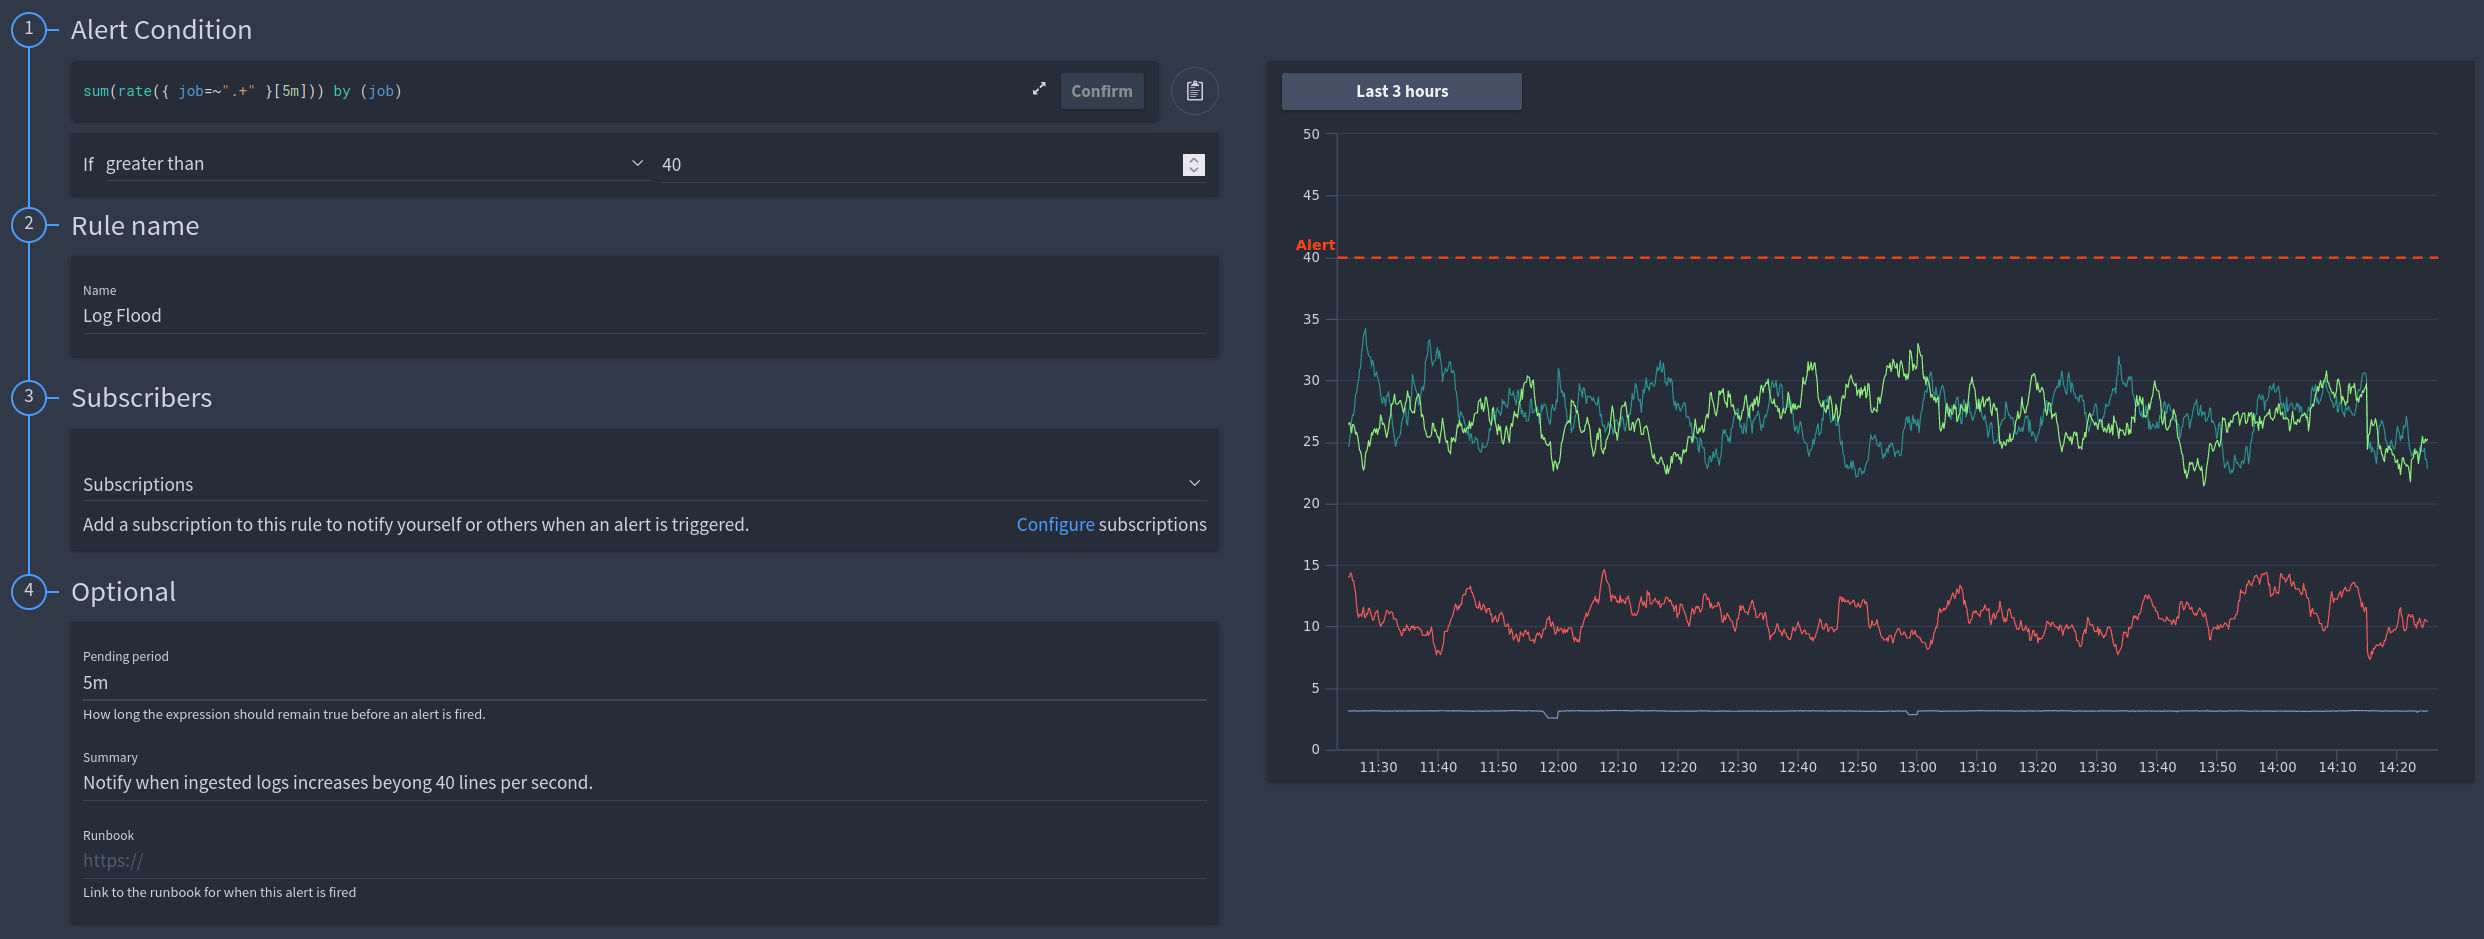 1
Alert Condition
sum(rate({ job=~".+" }[5m])) by (job)
Confirm
If greater than
40
2
Rule name
Name
Log Flood
3
Subscribers
Subscriptions
Add a subscription to this rule to notify yourself or others when an alert is triggered.
Configure subscriptions
4
Optional
Pending period
5m
How long the expression should remain true before an alert is fired.
Summary
Notify when ingested logs increases beyong 40 lines per second.
Runbook
https://
Link to the runbook for when this alert is fired
Last 3 hours
50
45
Alert
40
35
30
25
20
15
10
5
0
11:30 11:40 11:50 12:00 12:10 12:20 12:30 12:40 12:50 13:00 13:10 13:20 13:30 13:40 13:50 14:00 14:10 14:20